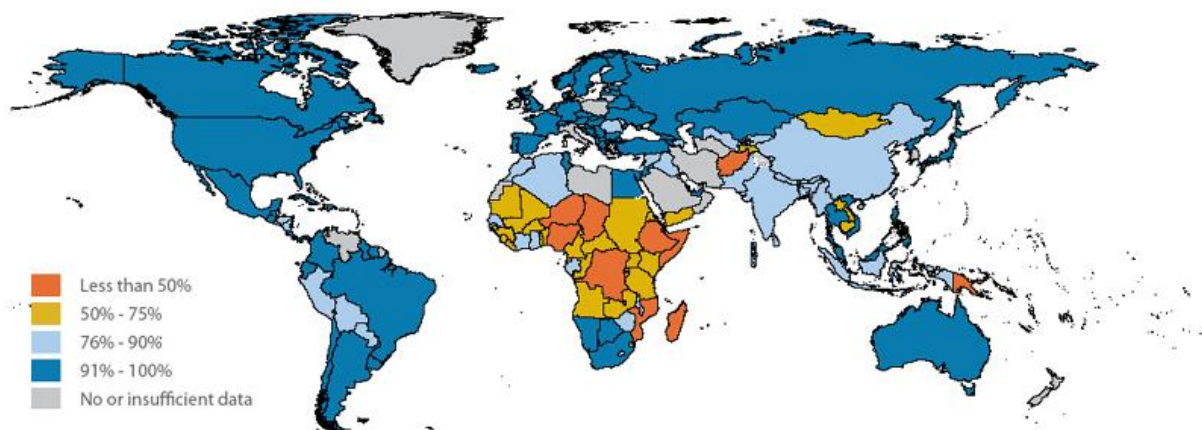 Less than 50%
50% - 75%
76% - 90%
91% - 100%
No or insufficient data